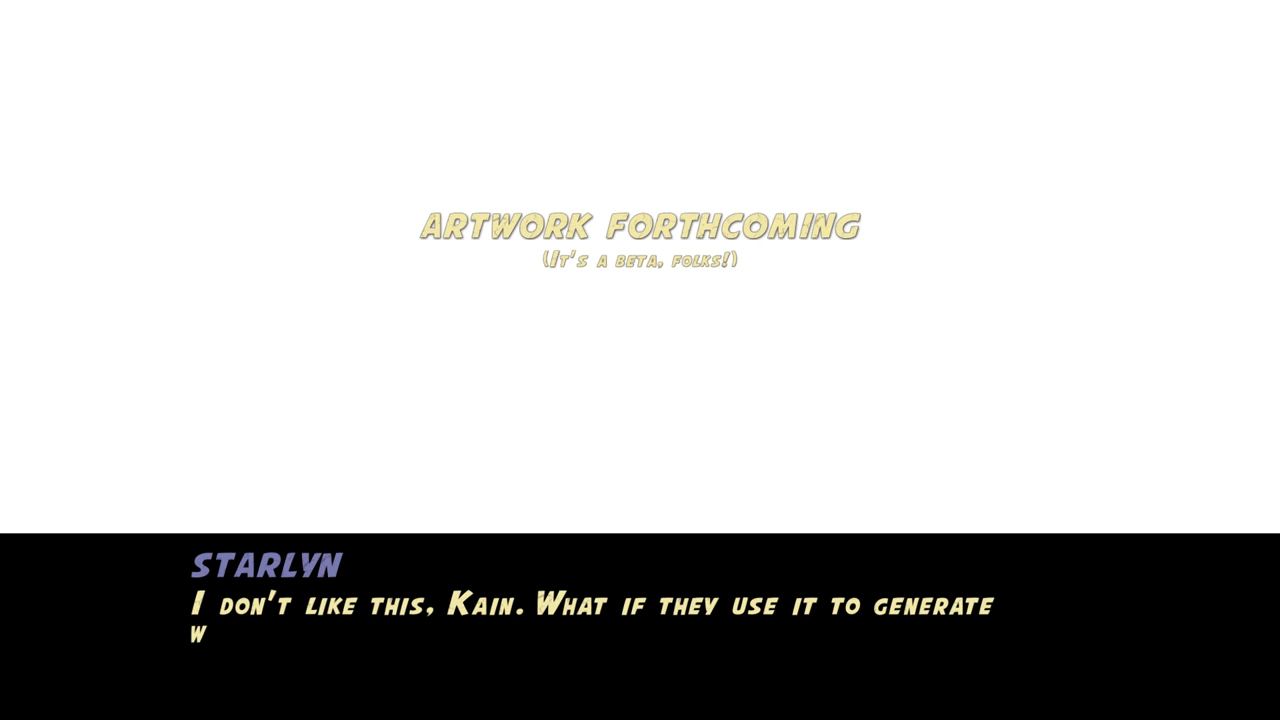 ARTWORK FORTHCOMING
(It's a beta, folks!)
STARLYN
I don't like this, Kain. What if they use it to generate
w